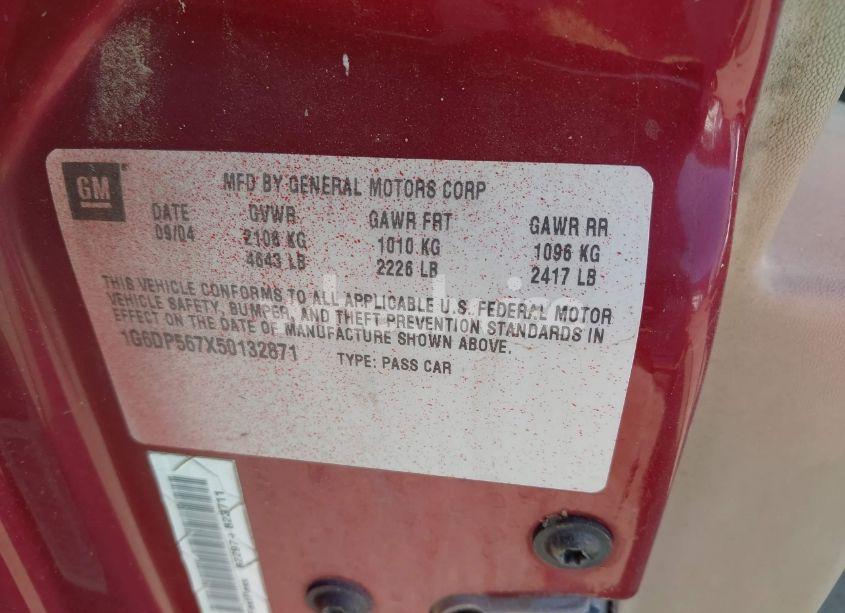 GM
MFD BY GENERAL MOTORS CORP
DATE GVWR GAWR FRT GAWR RR
09/04 2106 KG 1010 KG 1096 KG
4643 LB 2226 LB 2417 LB
THIS VEHICLE CONFORMS TO ALL APPLICABLE U.S. FEDERAL MOTOR
VEHICLE SAFETY, BUMPER, AND THEFT PREVENTION STANDARDS IN
EFFECT ON THE DATE OF MANUFACTURE SHOWN ABOVE.
1G6DP567X50132871
TYPE: PASS CAR